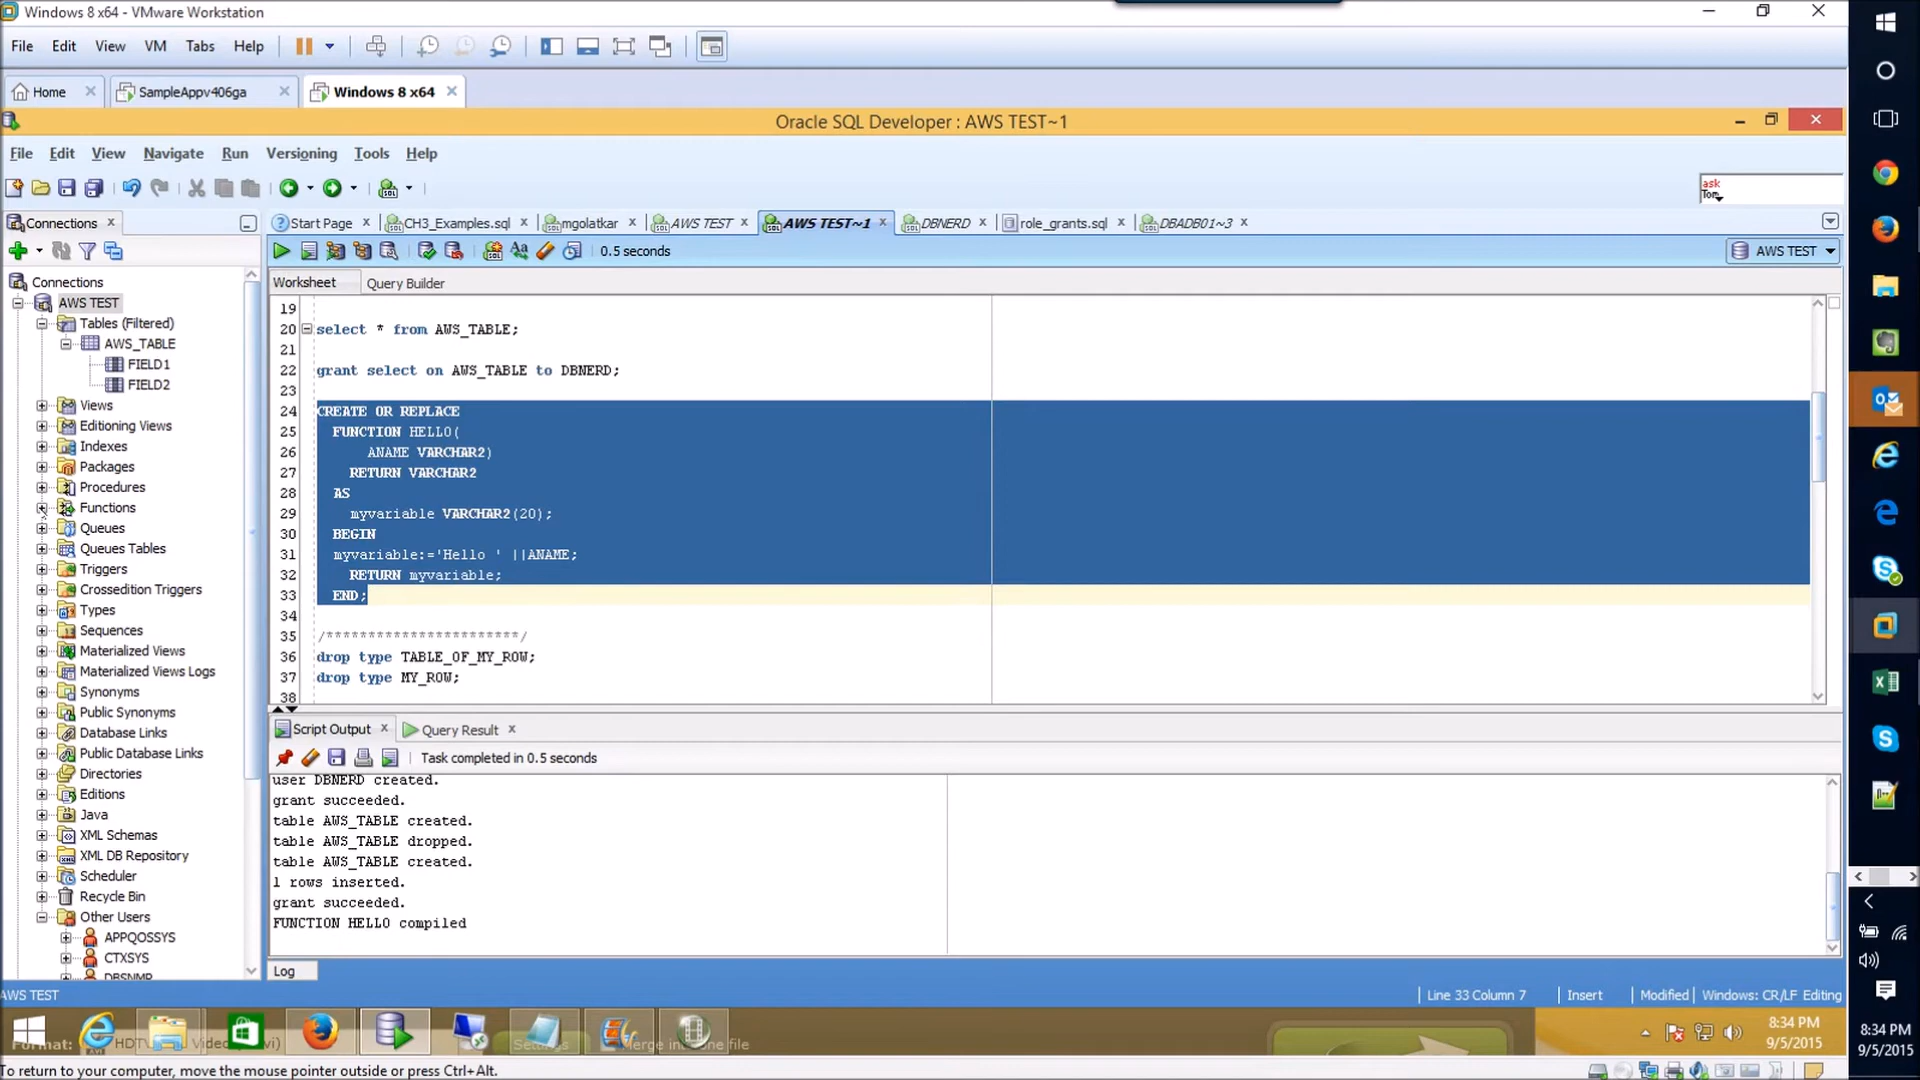 Windows 8 x64 - VMware Workstation
File Edit View VM Tabs Help
Home SampleAppv406ga Windows 8 x64
Oracle SQL Developer : AWS TEST~1
File Edit View Navigate Run Versioning Tools Help
ask
Tom
Connections
Start Page CH3_Examples.sql mgolatkar AWS TEST AWS TEST~1 DBNERD role_grants.sql DBADB01~3
0.5 seconds
AWS TEST
Worksheet Query Builder
Connections
AWS TEST
Tables (Filtered)
AWS_TABLE
FIELD1
FIELD2
Views
Editioning Views
Indexes
Packages
Procedures
Functions
Queues
Queues Tables
Triggers
Crossedition Triggers
Types
Sequences
Materialized Views
Materialized Views Logs
Synonyms
Public Synonyms
Database Links
Public Database Links
Directories
Editions
Java
XML Schemas
XML DB Repository
Scheduler
Recycle Bin
Other Users
APPQOSSYS
CTXSYS
DBSNMP
19
20 select * from AWS_TABLE;
21
22 grant select on AWS_TABLE to DBNERD;
23
24 CREATE OR REPLACE
25 FUNCTION HELLO(
26 ANAME VARCHAR2)
27 RETURN VARCHAR2
28 AS
29 myvariable VARCHAR2(20);
30 BEGIN
31 myvariable:='Hello ' ||ANAME;
32 RETURN myvariable;
33 END;
34
35 /***********************/
36 drop type TABLE_OF_MY_ROW;
37 drop type MY_ROW;
38
Script Output Query Result
Task completed in 0.5 seconds
user DBNERD created.
grant succeeded.
table AWS_TABLE created.
table AWS_TABLE dropped.
table AWS_TABLE created.
1 rows inserted.
grant succeeded.
FUNCTION HELLO compiled
Log
AWS TEST
Line 33 Column 7 Insert Modified Windows: CR/LF Editing
8:34 PM
9/5/2015
8:34 PM
9/5/2015
To return to your computer, move the mouse pointer outside or press Ctrl+Alt.